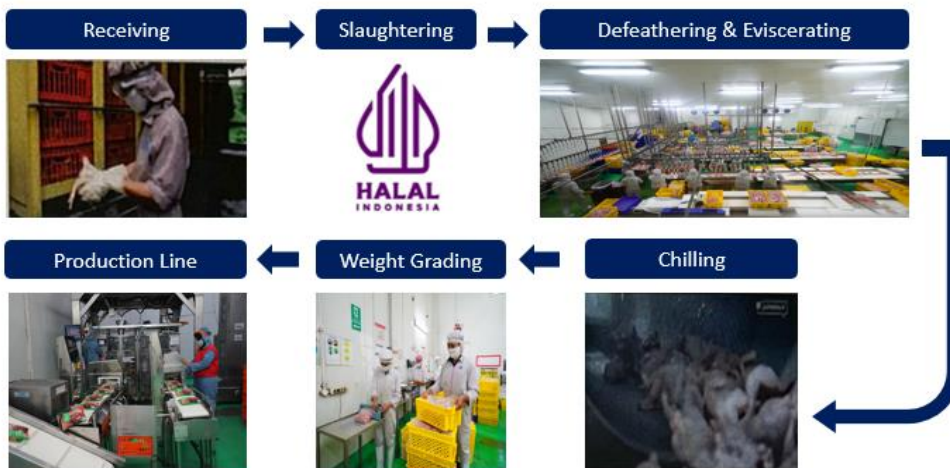 Receiving
Slaughtering
Defeathering & Eviscerating
HALAL
INDONESIA
Production Line
Weight Grading
Chilling